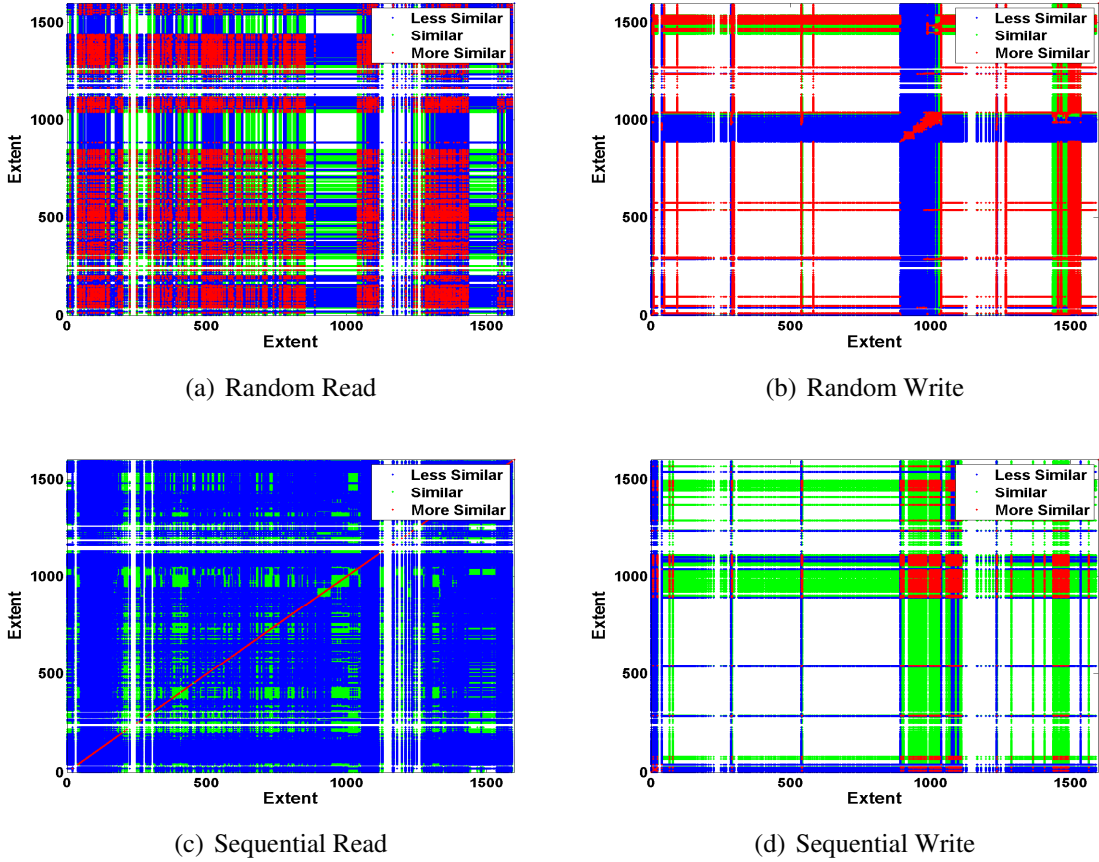 Less Similar
Similar
More Similar
1500
1000
500
0
Extent
0 500 1000 1500
Extent
(a) Random Read
Less Similar
Similar
More Similar
1500
1000
500
0
Extent
0 500 1000 1500
Extent
(b) Random Write
Less Similar
Similar
More Similar
1500
1000
500
0
Extent
0 500 1000 1500
Extent
(c) Sequential Read
Less Similar
Similar
More Similar
1500
1000
500
0
Extent
0 500 1000 1500
Extent
(d) Sequential Write